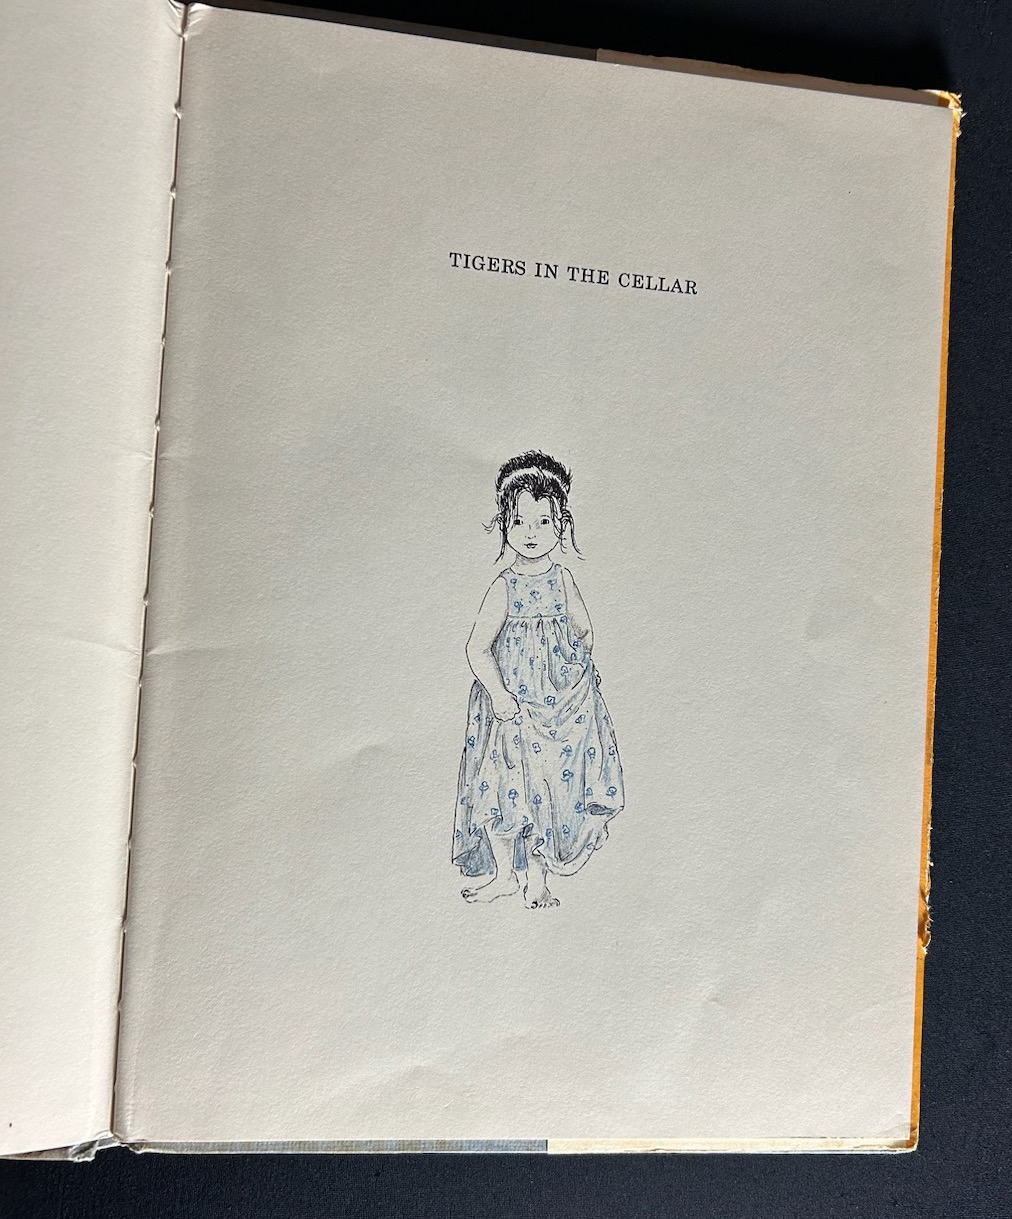 TIGERS IN THE CELLAR